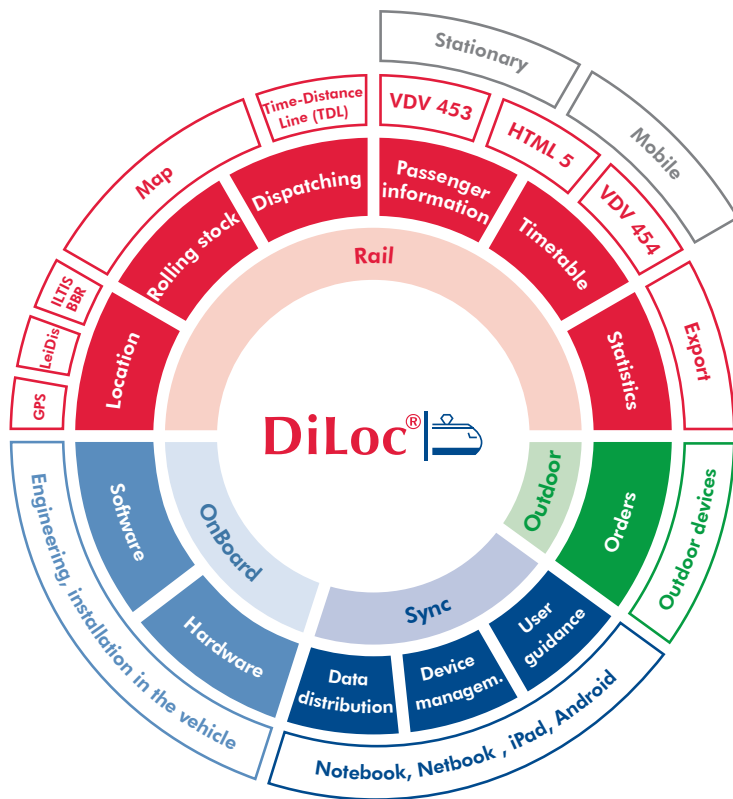 Stationary
Mobile
Time-Distance
Line (TDL)
VDV 453
HTML 5
VDV 454
Map
Export
ILTIS
BBR
LeiDis
GPS
Location
Rolling stock
Dispatching
Passenger
information
Timetable
Statistics
Rail
DiLoc®
OnBoard
Sync
Outdoor
Software
Hardware
Data
distribution
Device
managem.
User
guidance
Orders
Engineering, installation in the vehicle
Notebook, Netbook , iPad, Android
Outdoor devices